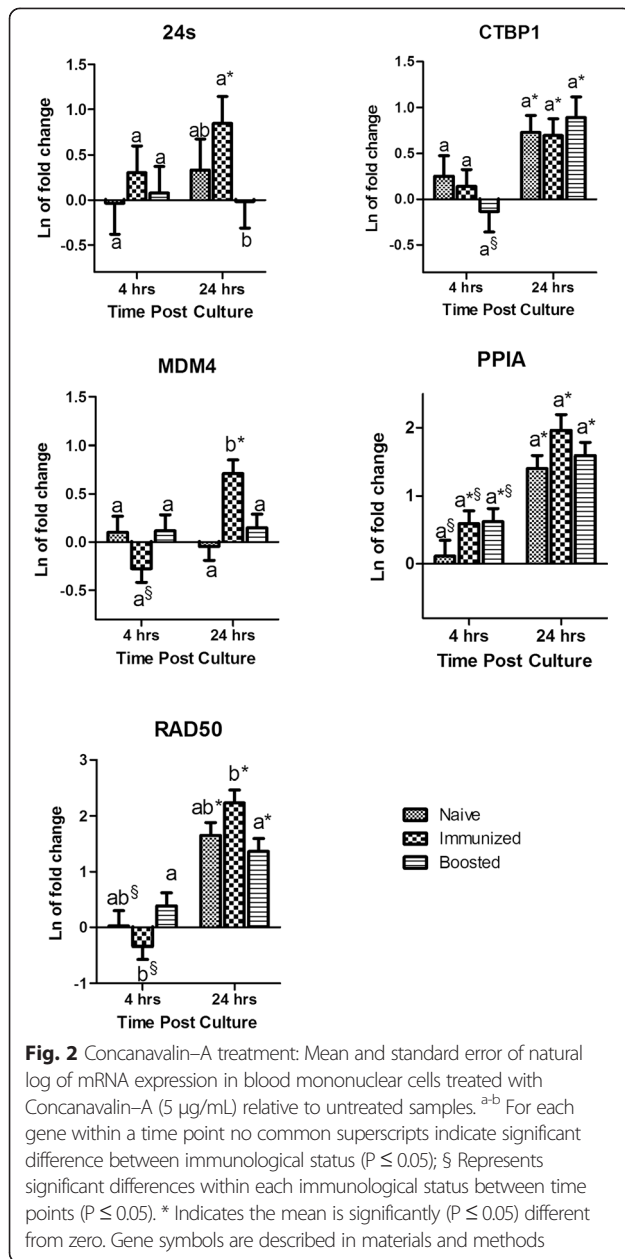 24s
1.5
1.0
0.5
0.0
-0.5
Ln of fold change
a
a
a
ab
a*
b
4 hrs
24 hrs
Time Post Culture
CTBP1
1.5
1.0
0.5
0.0
-0.5
Ln of fold change
a
a
a§
a*
a*
a*
4 hrs
24 hrs
Time Post Culture
MDM4
1.5
1.0
0.5
0.0
-0.5
Ln of fold change
a
a§
a
a
b*
a
4 hrs
24 hrs
Time Post Culture
PPIA
2
1
0
Ln of fold change
a§
a*§
a*§
a*
a*
a*
4 hrs
24 hrs
Time Post Culture
RAD50
3
2
1
0
-1
Ln of fold change
ab§
b§
a
ab*
b*
a*
4 hrs
24 hrs
Time Post Culture
Naive
Immunized
Boosted
Fig. 2 Concanavalin–A treatment: Mean and standard error of natural
log of mRNA expression in blood mononuclear cells treated with
Concanavalin–A (5 μg/mL) relative to untreated samples. a-b For each
gene within a time point no common superscripts indicate significant
difference between immunological status (P ≤ 0.05); § Represents
significant differences within each immunological status between time
points (P ≤ 0.05). * Indicates the mean is significantly (P ≤ 0.05) different
from zero. Gene symbols are described in materials and methods